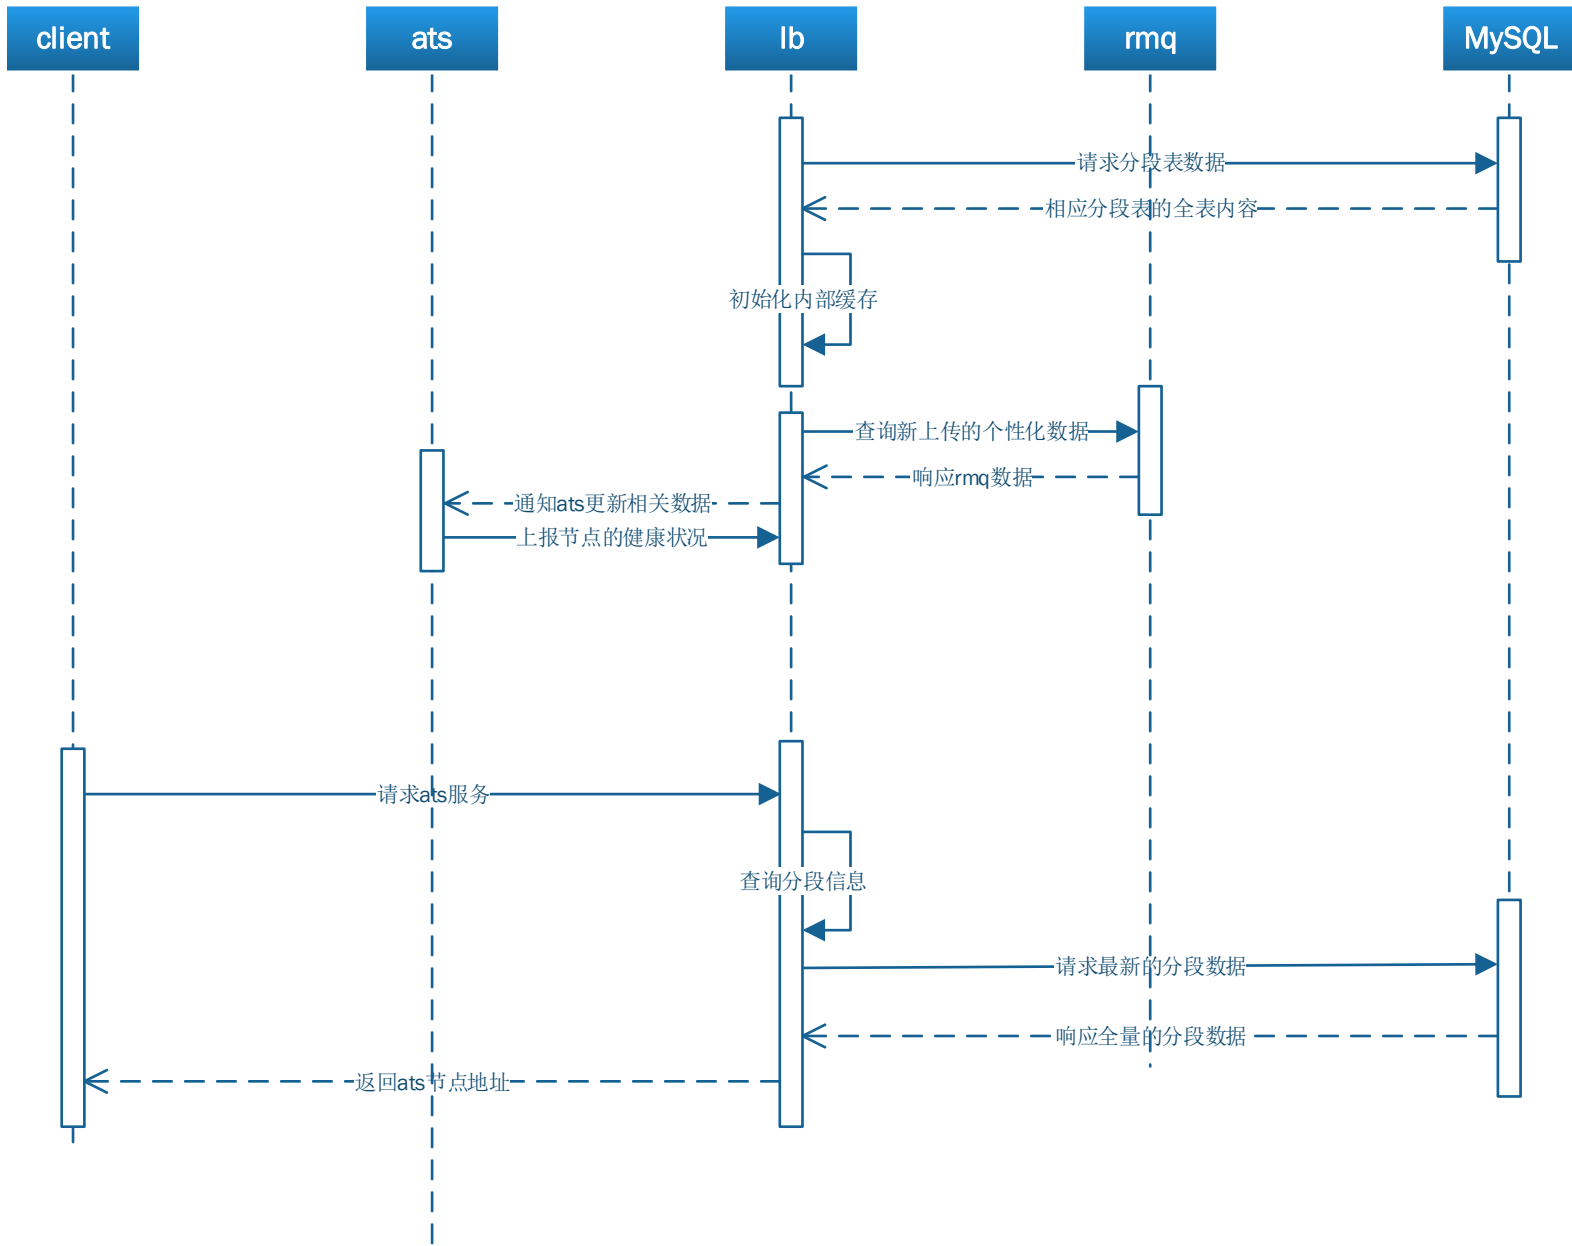 client
ats
lb
rmq
MySQL
请求分段表数据
相应分段表的全表内容
初始化内部缓存
查询新上传的个性化数据
响应rmq数据
通知ats更新相关数据
上报节点的健康状况
请求ats服务
查询分段信息
请求最新的分段数据
响应全量的分段数据
返回ats节点地址